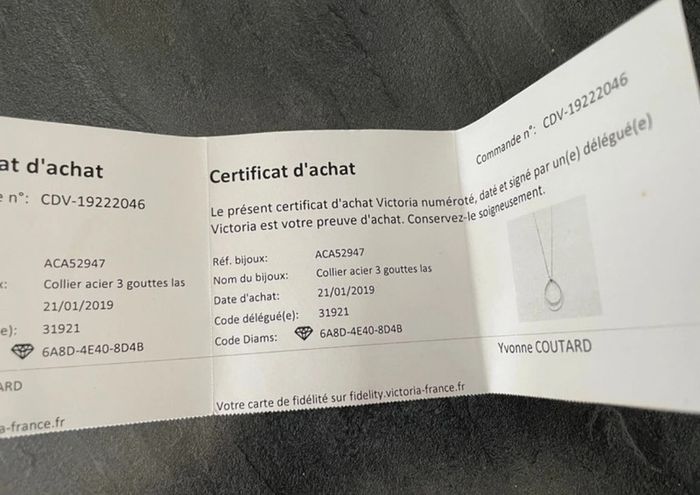 at d'achat
n°: CDV-19222046
ACA52947
Collier acier 3 gouttes las
21/01/2019
e): 31921
6A8D-4E40-8D4B
ARD
a-france.fr
Certificat d'achat
Commande n°: CDV-19222046
Le présent certificat d'achat Victoria numéroté, daté et signé par un(e) délégué(e)
Victoria est votre preuve d'achat. Conservez-le soigneusement.
Réf. bijoux: ACA52947
Nom du bijoux: Collier acier 3 gouttes las
Date d'achat: 21/01/2019
Code délégué(e): 31921
Code Diams: 6A8D-4E40-8D4B
Yvonne COUTARD
Votre carte de fidélité sur fidelity.victoria-france.fr